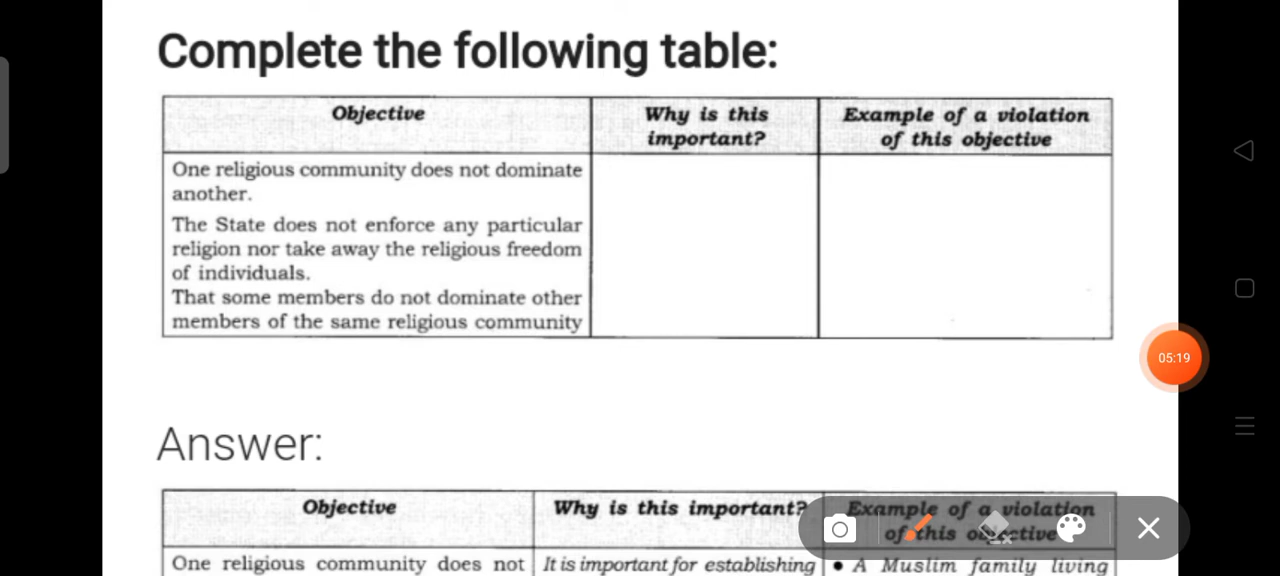 Complete the following table:
Objective
Why is this
important?
Example of a violation
of this objective
One religious community does not dominate
another.
The State does not enforce any particular
religion nor take away the religious freedom
of individuals.
That some members do not dominate other
members of the same religious community
05:19
Answer:
Objective
Why is this important?
Example of a violation
of this objective
One religious community does not
It is important for establishing
• A Muslim family living